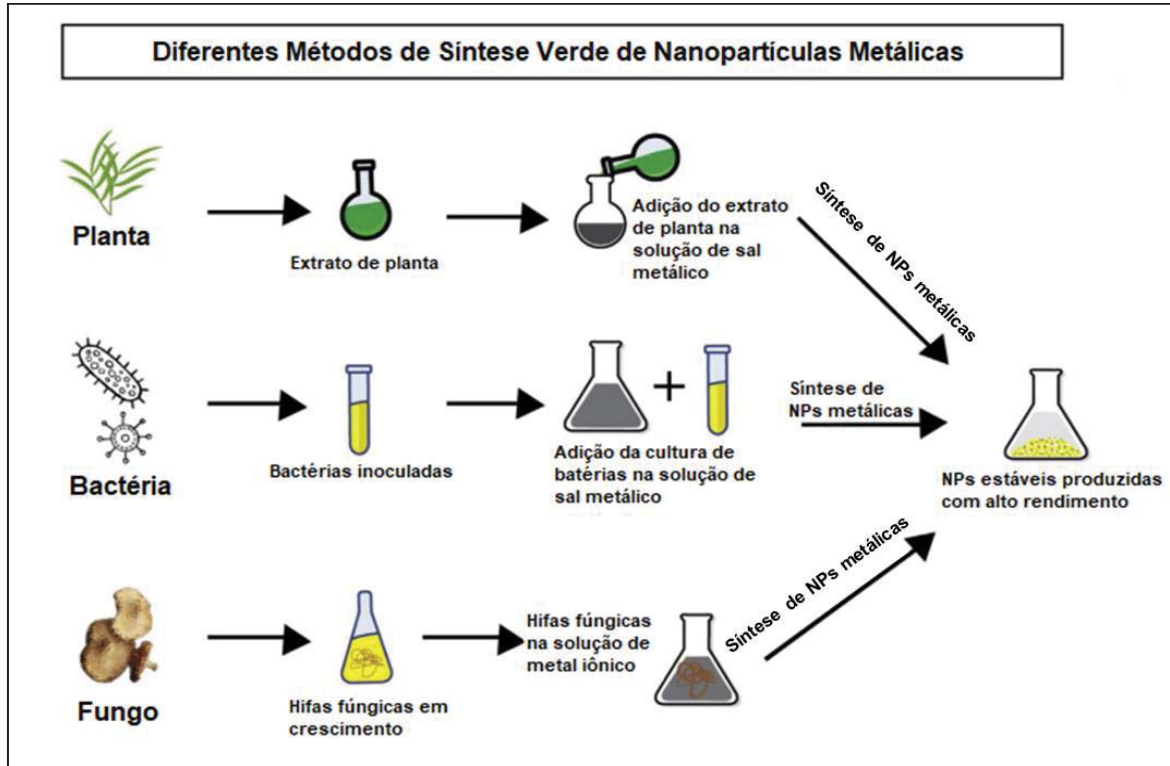 Diferentes Métodos de Síntese Verde de Nanopartículas Metálicas
Planta
Extrato de planta
Adição do extrato
de planta na
solução de sal
metálico
Síntese de NPs metálicas
Bactéria
Bactérias inoculadas
Adição da cultura de
batérias na solução de
sal metálico
Síntese de
NPs metálicas
NPs estáveis produzidas
com alto rendimento
Fungo
Hifas fúngicas em
crescimento
Hifas fúngicas
na solução de
metal iônico
Síntese de NPs metálicas